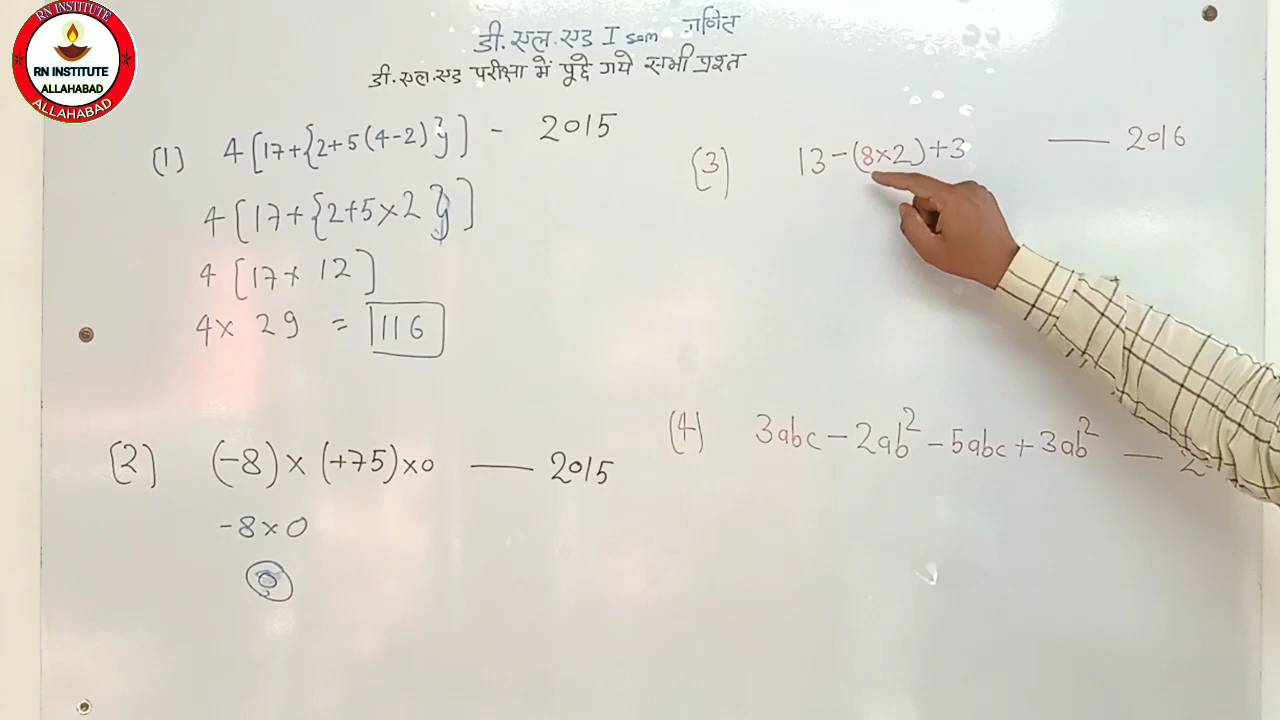 RN INSTITUTE
RN INSTITUTE
ALLAHABAD
ALLAHABAD
डी.एल.एड I sem गणित
डी.एल.एड परीक्षा में पूछे गये सभी प्रश्न
(1) 4[17+{2+5(4-2)}] - 2015
4[17+{2+5×2}]
4[17+12]
4× 29 = 116
(2) (-8)×(+75)×0 — 2015
-8×0
0
(3) 13-(8×2)+3 — 2016
(4) 3abc-2ab²-5abc+3ab² —